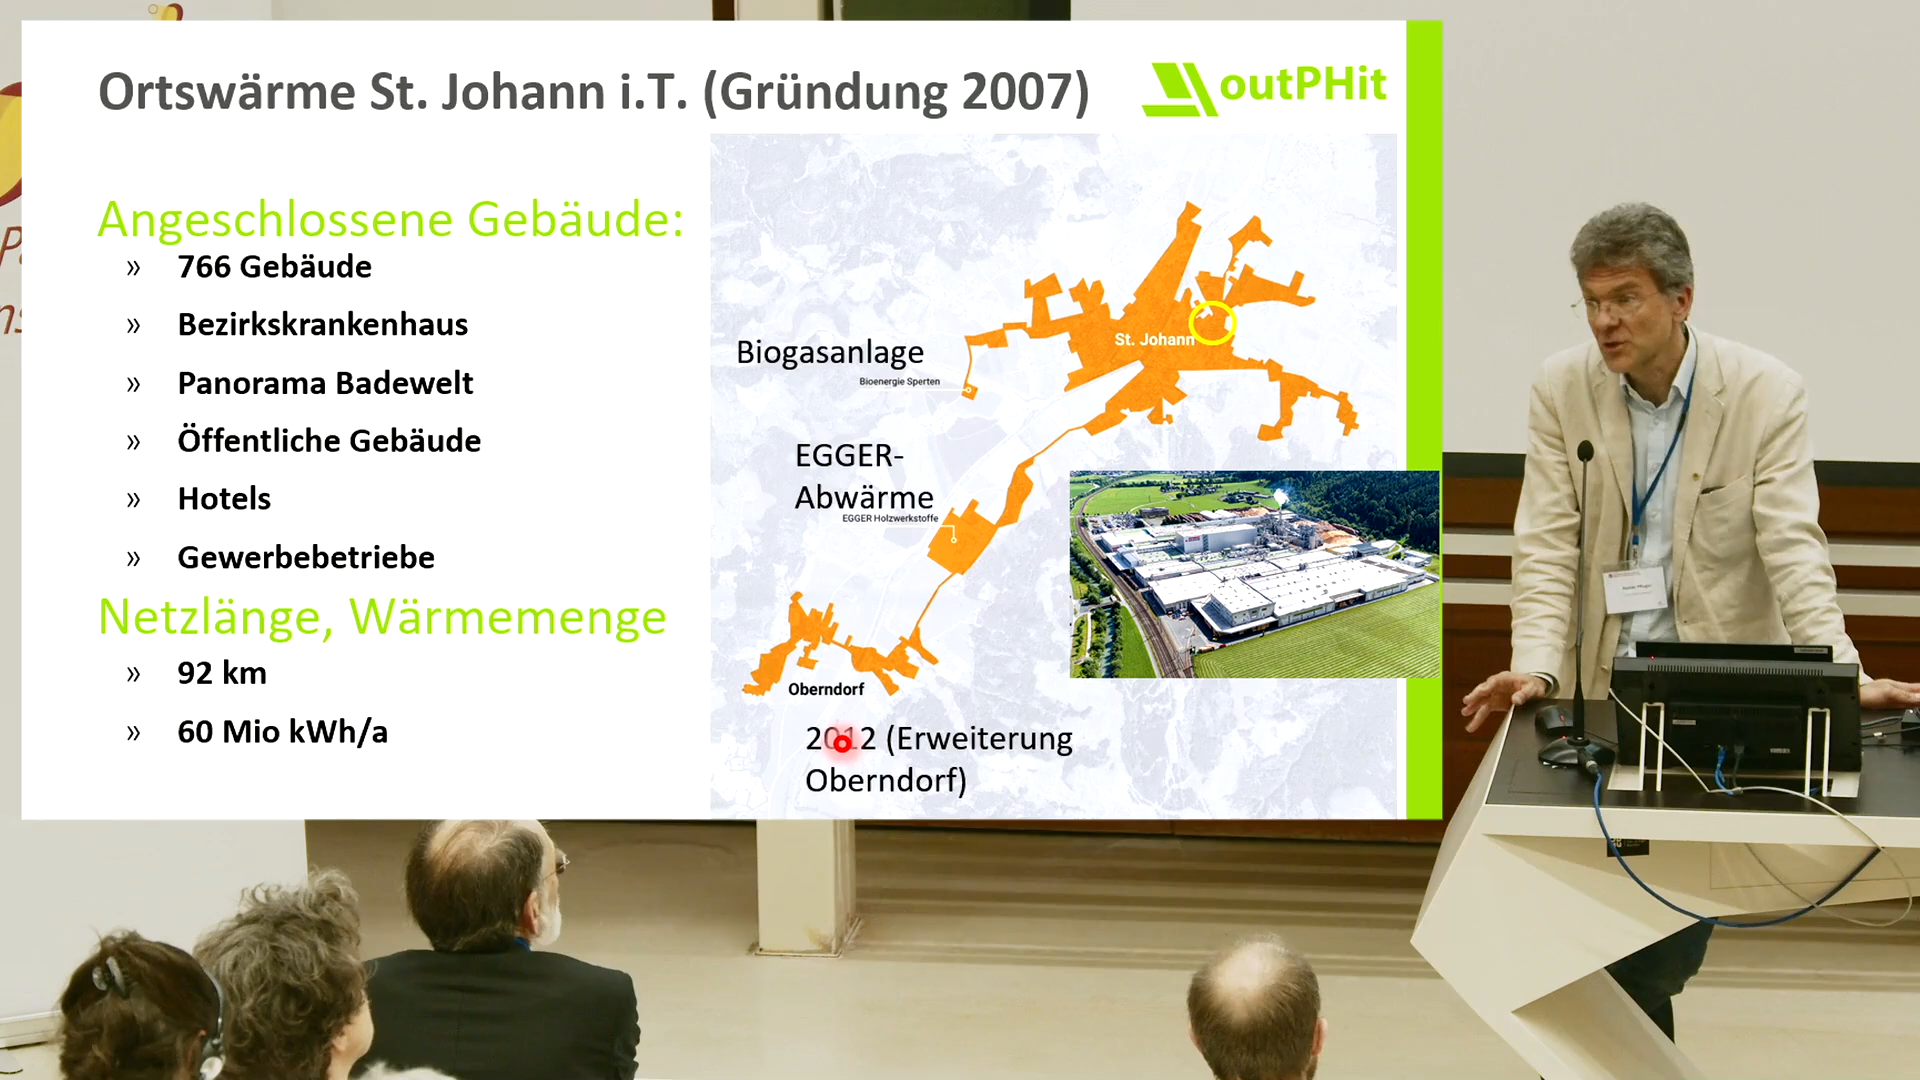 Ortswärme St. Johann i.T. (Gründung 2007)
outPHit
Angeschlossene Gebäude:
» 766 Gebäude
» Bezirkskrankenhaus
» Panorama Badewelt
» Öffentliche Gebäude
» Hotels
» Gewerbebetriebe
Netzlänge, Wärmemenge
» 92 km
» 60 Mio kWh/a
St. Johann
Biogasanlage
Bioenergie Sperten
EGGER-
Abwärme
EGGER Holzwerkstoffe
Oberndorf
2012 (Erweiterung
Oberndorf)